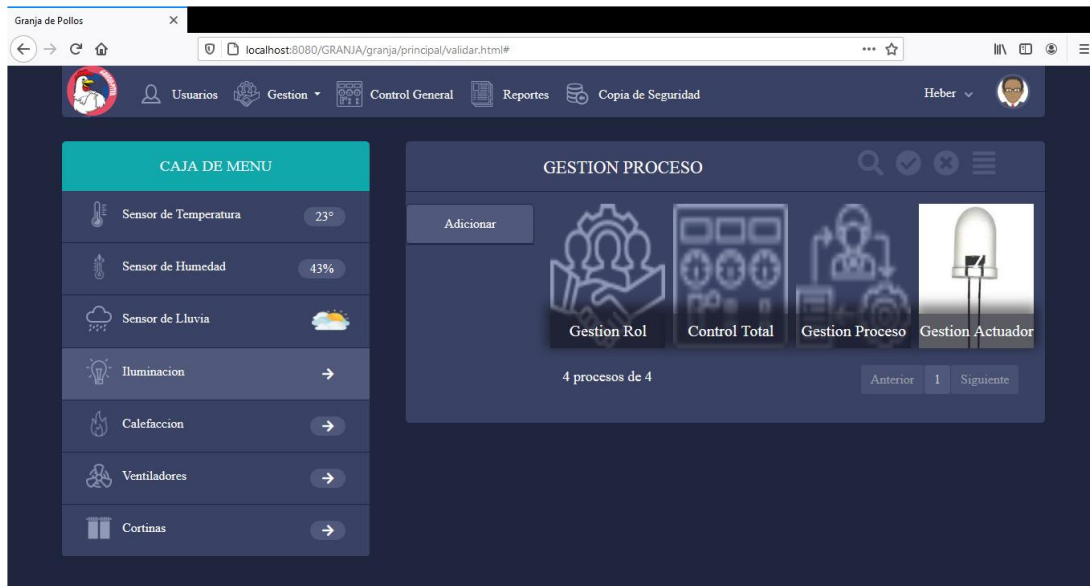 Granja de Pollos
localhost:8080/GRANJA/granja/principal/validar.html#
Usuarios Gestion Control General Reportes Copia de Seguridad Heber
CAJA DE MENU
Sensor de Temperatura 23°
Sensor de Humedad 43%
Sensor de Lluvia
Iluminacion
Calefaccion
Ventiladores
Cortinas
GESTION PROCESO
Adicionar
Gestion Rol Control Total Gestion Proceso Gestion Actuador
4 procesos de 4 Anterior 1 Siguiente